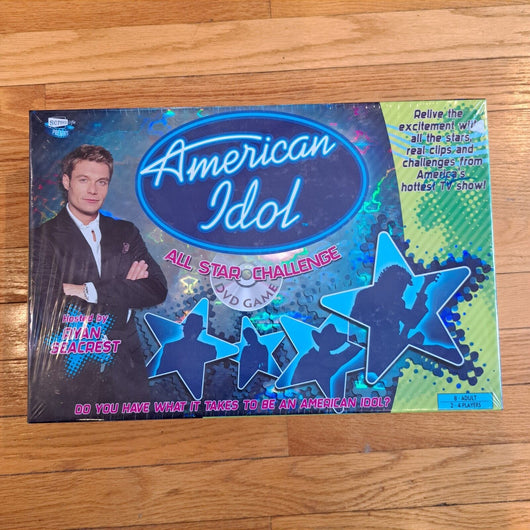 Screenlife
Relive the
excitement with
all the stars,
real clips and
challenges from
America's
hottest TV show!
American
Idol
ALL STAR CHALLENGE
DVD GAME
Hosted by
RYAN
SEACREST
DO YOU HAVE WHAT IT TAKES TO BE AN AMERICAN IDOL?
8 - ADULT
2-4 PLAYERS